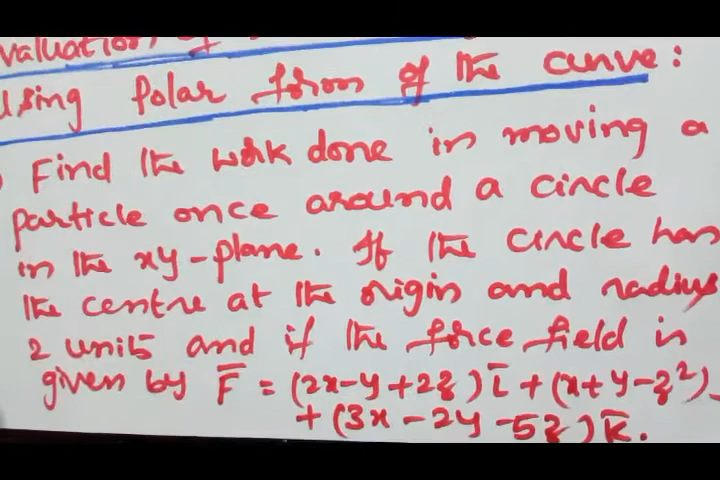 valuation of
using Polar form of the curve:
) Find the work done in moving a
particle once around a circle
in the xy-plane. If the circle has
the centre at the origin and radius
2 units and if the force field is
given by F̅ = (2x-y+2z) i̅ + (x+y-z²)
+ (3x-2y-5z) k̅.